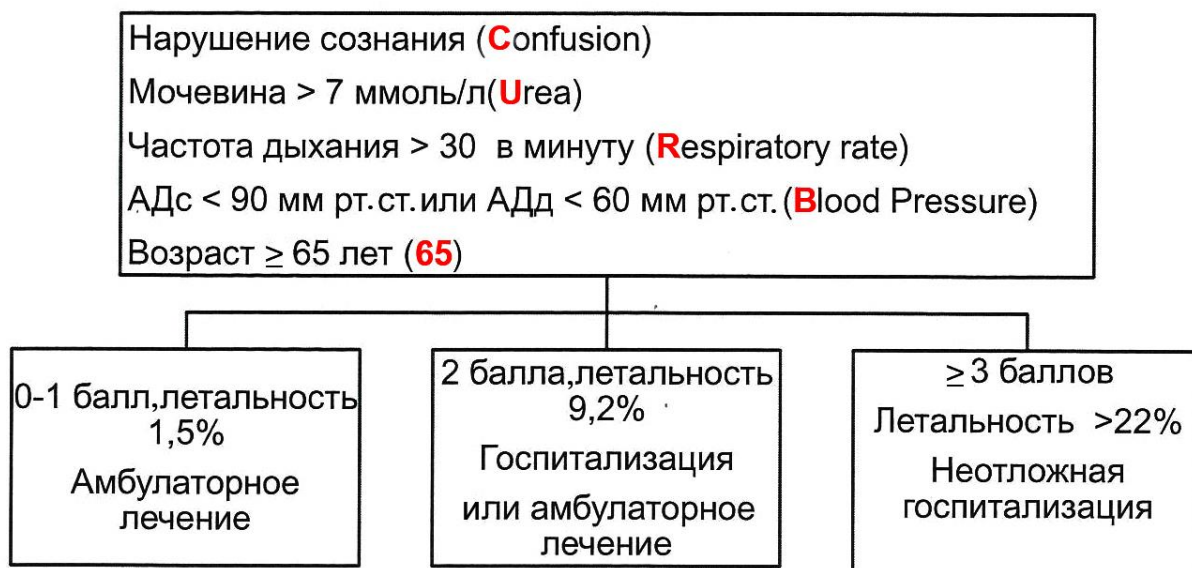 Нарушение сознания (Confusion)
Мочевина > 7 ммоль/л(Urea)
Частота дыхания > 30 в минуту (Respiratory rate)
АДс < 90 мм рт.ст.или АДд < 60 мм рт.ст.(Blood Pressure)
Возраст ≥ 65 лет (65)
0-1 балл,летальность
1,5%
Амбулаторное
лечение
2 балла,летальность
9,2%
Госпитализация
или амбулаторное
лечение
≥ 3 баллов
Летальность >22%
Неотложная
госпитализация